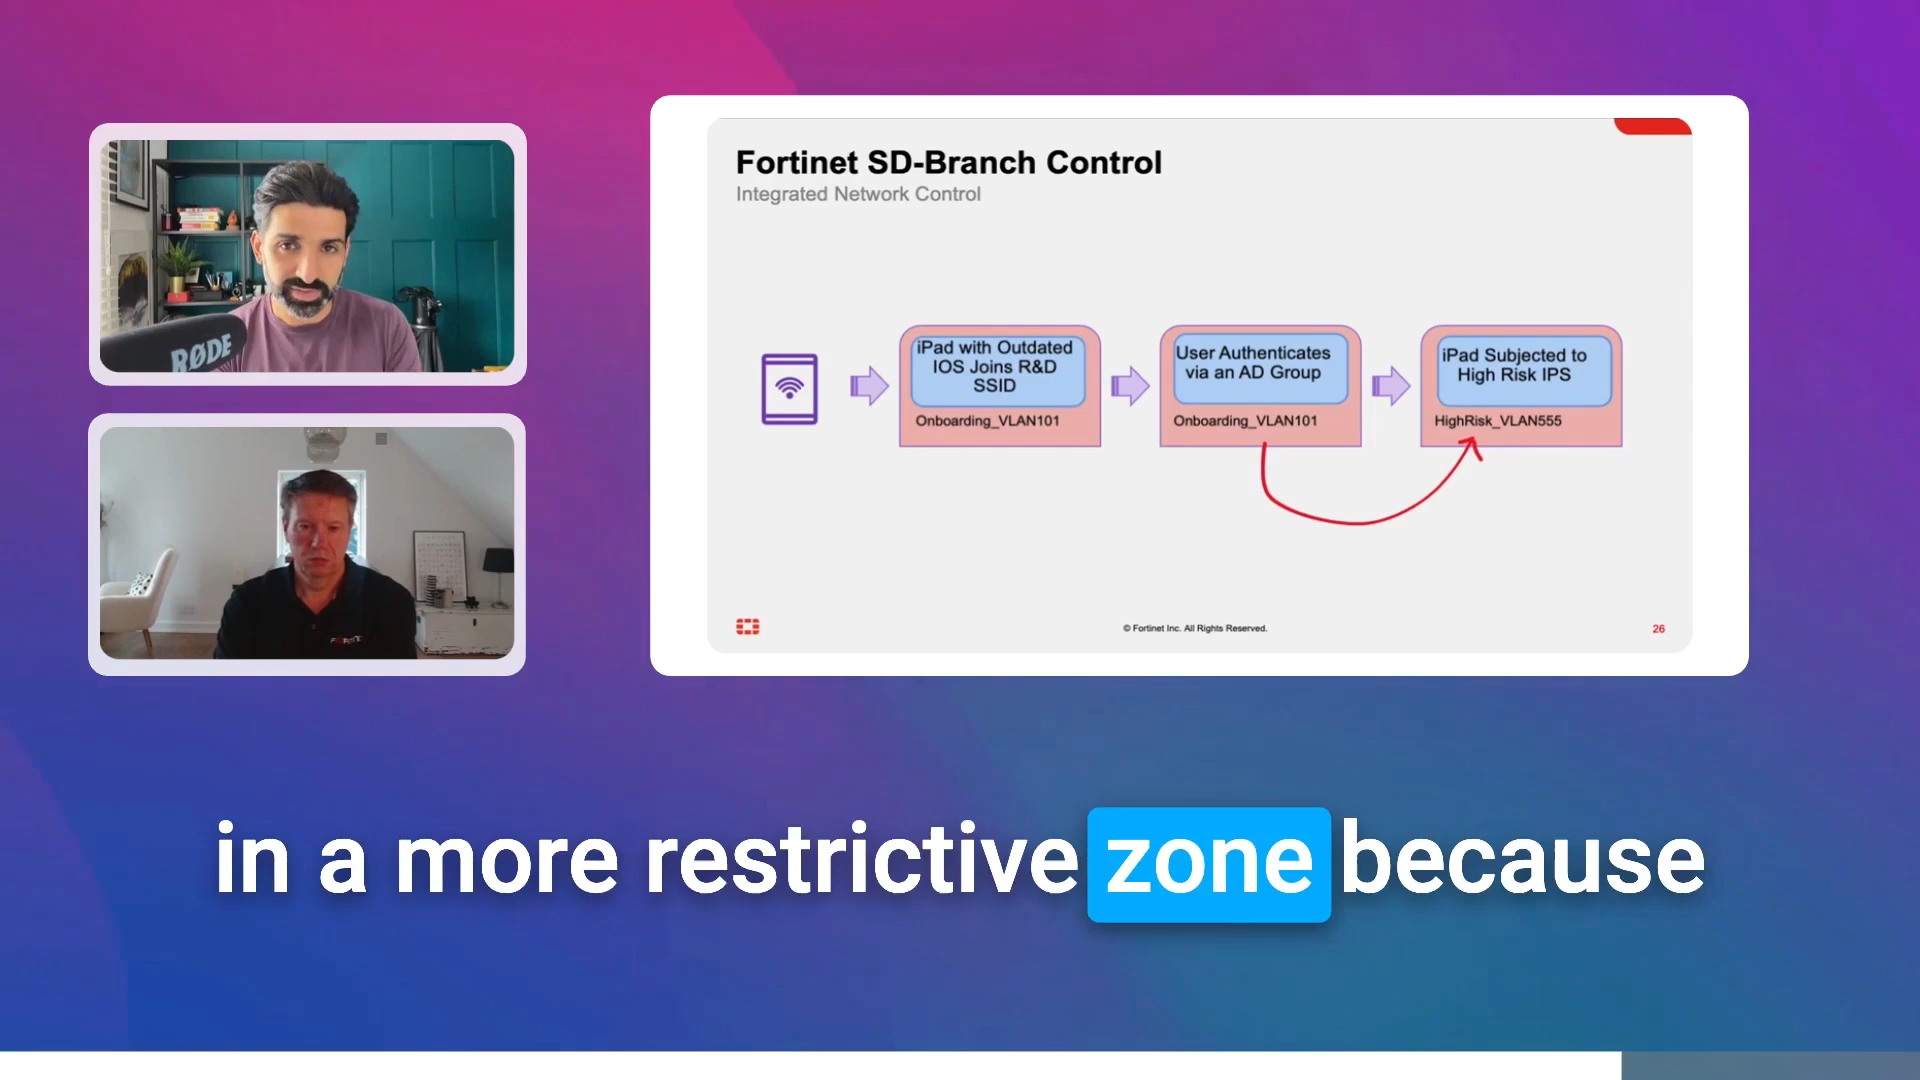 RØDE
Fortinet SD-Branch Control
Integrated Network Control
iPad with Outdated
IOS Joins R&D
SSID
Onboarding_VLAN101
User Authenticates
via an AD Group
Onboarding_VLAN101
iPad Subjected to
High Risk IPS
HighRisk_VLAN555
© Fortinet Inc. All Rights Reserved.
26
in a more restrictive zone because